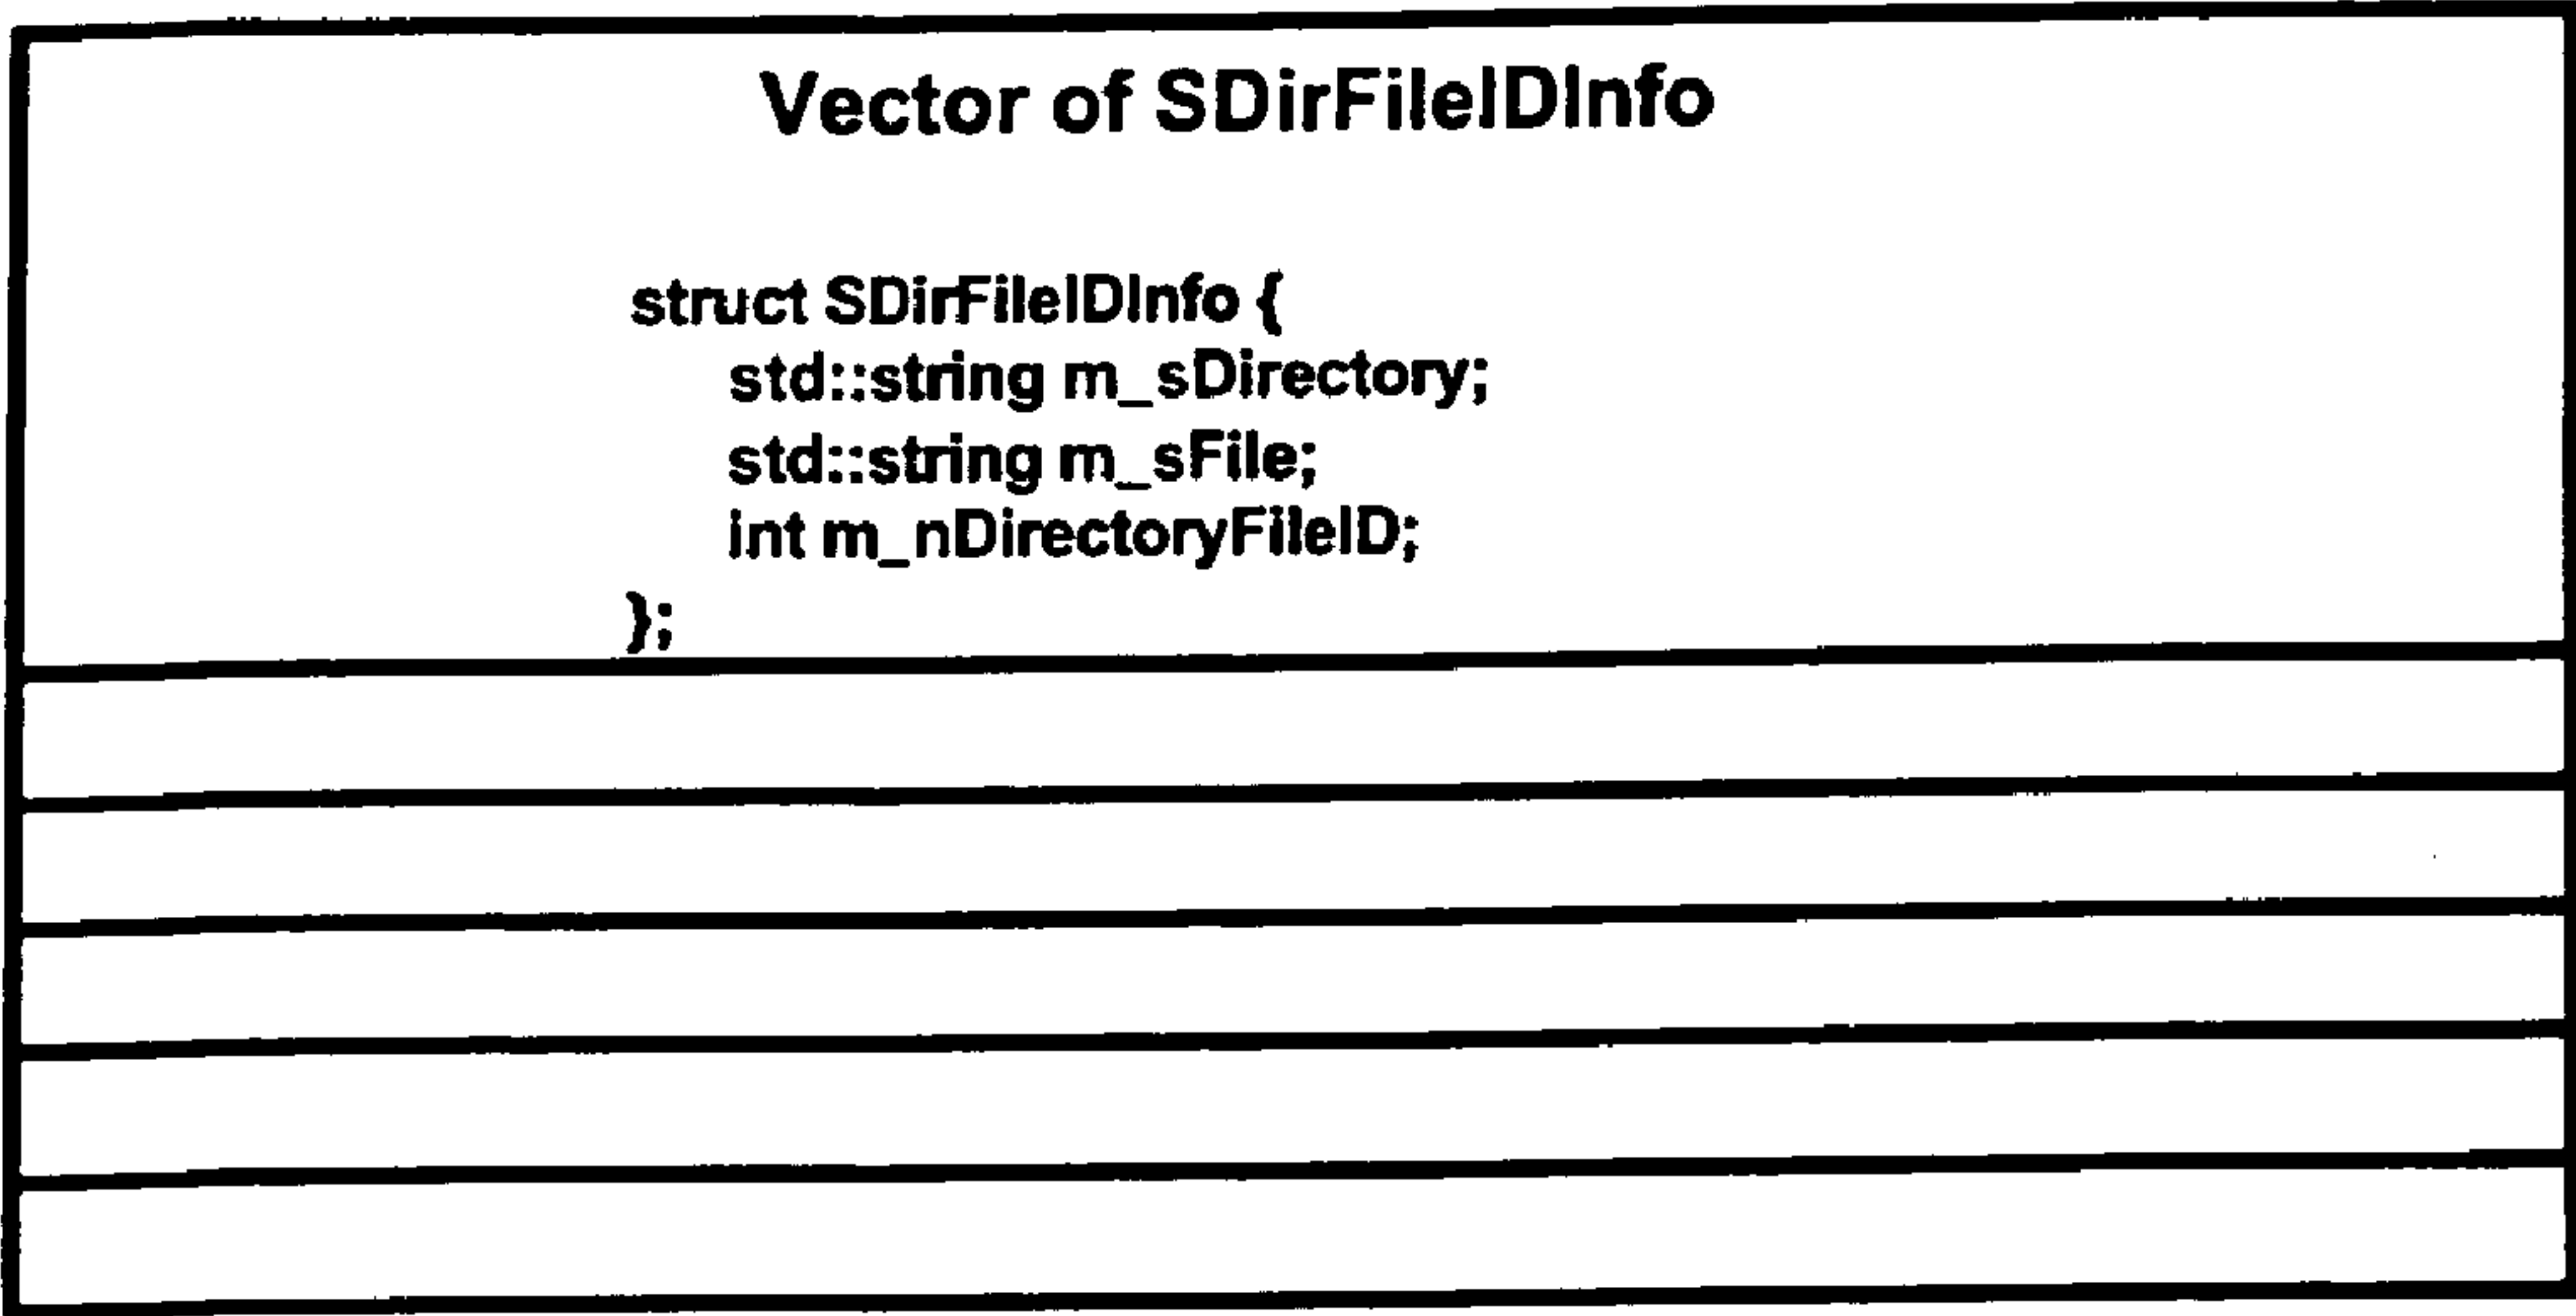 Vector of SDirFileIDInfo
struct SDirFileIDInfo {
std::string m_sDirectory;
std::string m_sFile;
int m_nDirectoryFileID;
};